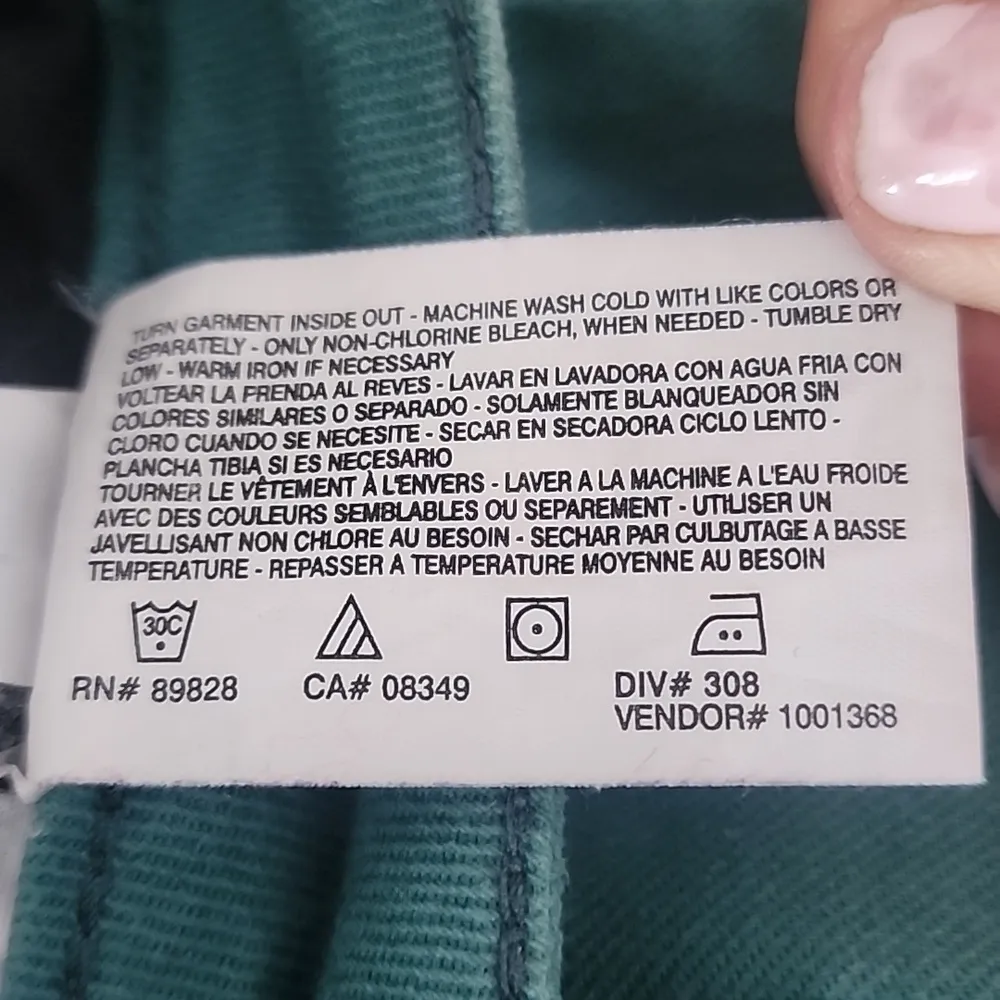 TURN GARMENT INSIDE OUT - MACHINE WASH COLD WITH LIKE COLORS OR
SEPARATELY - ONLY NON-CHLORINE BLEACH, WHEN NEEDED - TUMBLE DRY
LOW - WARM IRON IF NECESSARY
VOLTEAR LA PRENDA AL REVES - LAVAR EN LAVADORA CON AGUA FRIA CON
COLORES SIMILARES O SEPARADO - SOLAMENTE BLANQUEADOR SIN
CLORO CUANDO SE NECESITE - SECAR EN SECADORA CICLO LENTO -
PLANCHA TIBIA SI ES NECESARIO
TOURNER LE VÊTEMENT À L'ENVERS - LAVER A LA MACHINE A L'EAU FROIDE
AVEC DES COULEURS SEMBLABLES OU SEPAREMENT - UTILISER UN
JAVELLISANT NON CHLORE AU BESOIN - SECHAR PAR CULBUTAGE A BASSE
TEMPERATURE - REPASSER A TEMPERATURE MOYENNE AU BESOIN
30C
RN# 89828 CA# 08349 DIV# 308
VENDOR# 1001368